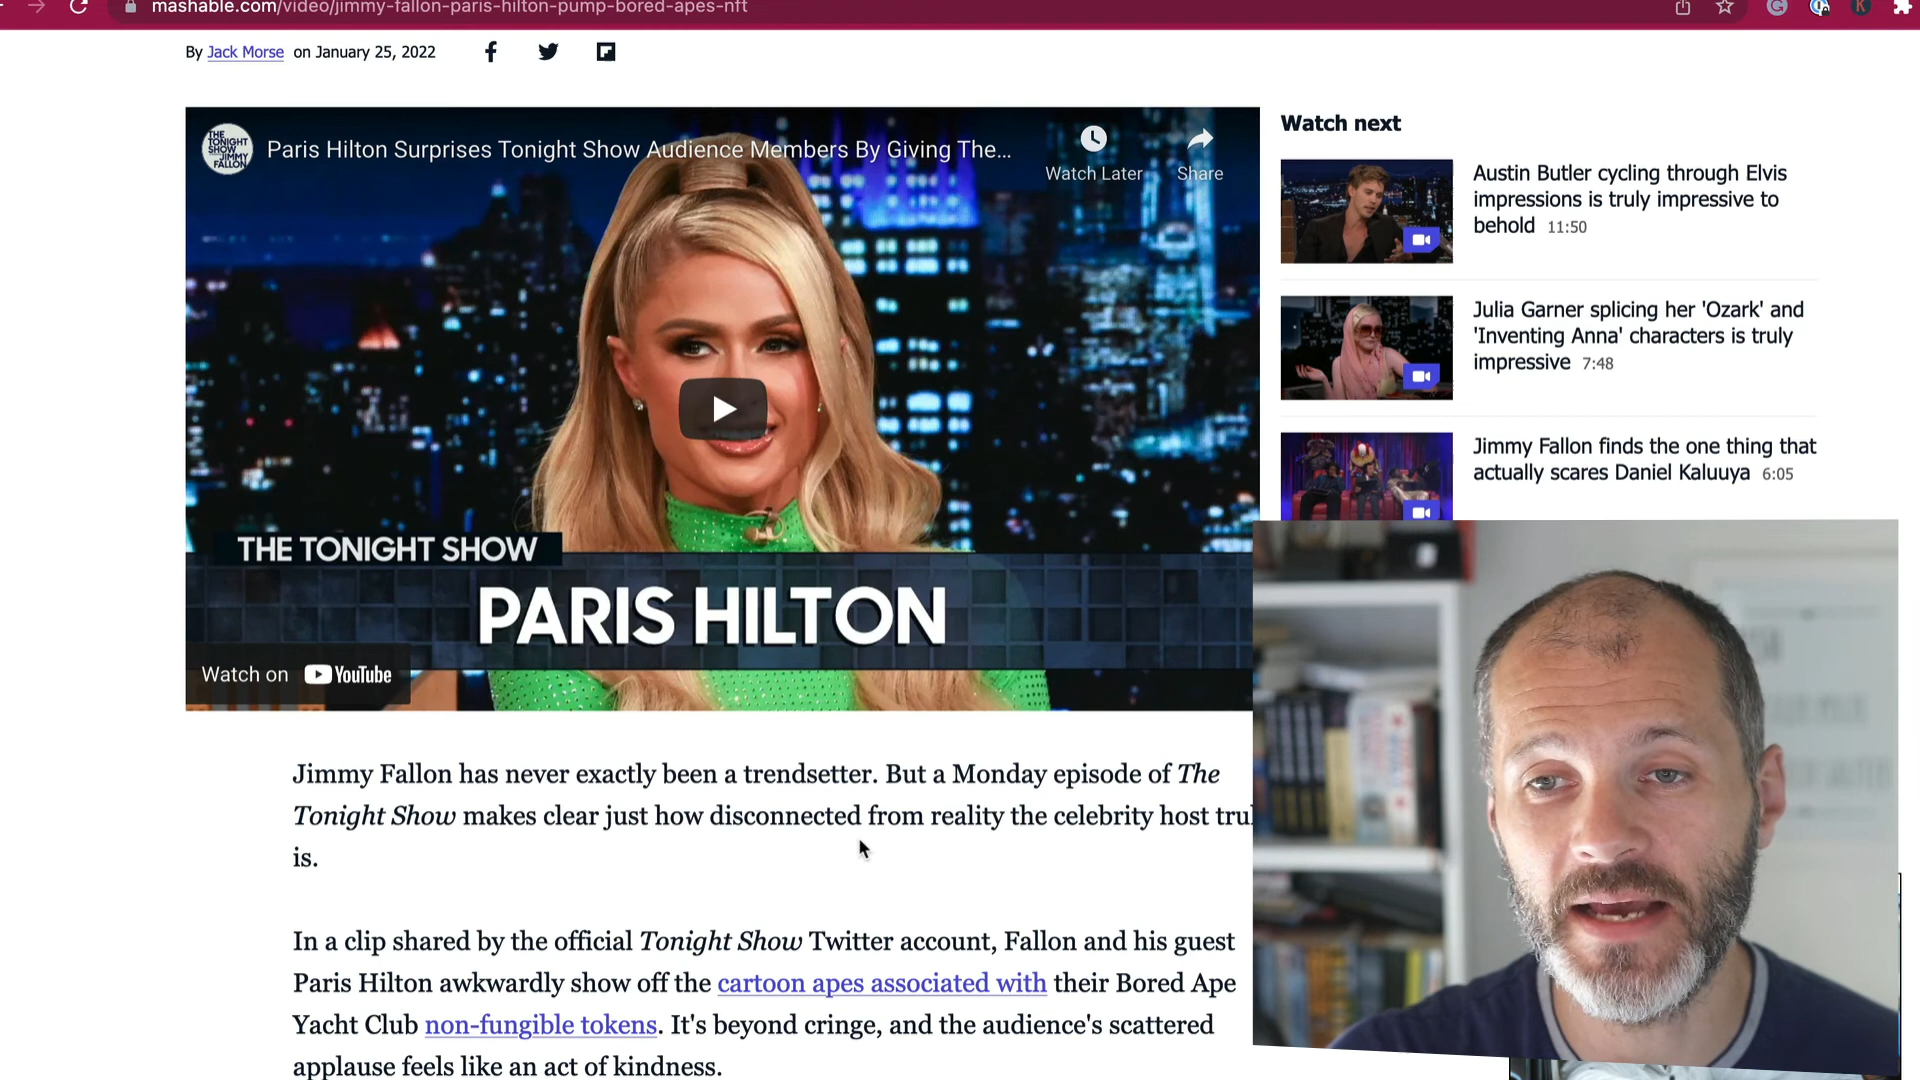 mashable.com/video/jimmy-fallon-paris-hilton-pump-bored-apes-nft
By Jack Morse on January 25, 2022
THE TONIGHT SHOW JIMMY FALLON
Paris Hilton Surprises Tonight Show Audience Members By Giving The...
Watch Later
Share
THE TONIGHT SHOW
PARIS HILTON
Watch on YouTube
Watch next
Austin Butler cycling through Elvis
impressions is truly impressive to
behold 11:50
Julia Garner splicing her 'Ozark' and
'Inventing Anna' characters is truly
impressive 7:48
Jimmy Fallon finds the one thing that
actually scares Daniel Kaluuya 6:05
Jimmy Fallon has never exactly been a trendsetter. But a Monday episode of The
Tonight Show makes clear just how disconnected from reality the celebrity host tru
is.
In a clip shared by the official Tonight Show Twitter account, Fallon and his guest
Paris Hilton awkwardly show off the cartoon apes associated with their Bored Ape
Yacht Club non-fungible tokens. It's beyond cringe, and the audience's scattered
applause feels like an act of kindness.